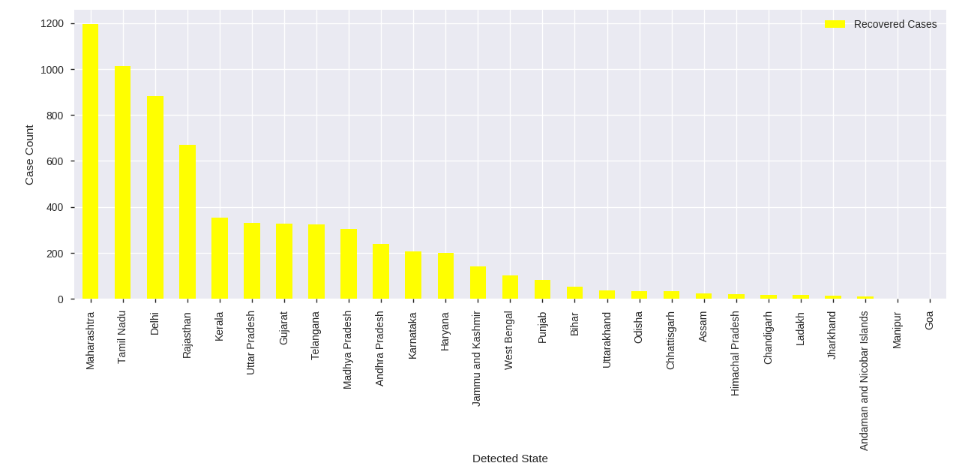 Recovered Cases
1200
1000
800
600
400
200
0
Case Count
Maharashtra
Tamil Nadu
Delhi
Rajasthan
Kerala
Uttar Pradesh
Gujarat
Telangana
Madhya Pradesh
Andhra Pradesh
Karnataka
Haryana
Jammu and Kashmir
West Bengal
Punjab
Bihar
Uttarakhand
Odisha
Chhattisgarh
Assam
Himachal Pradesh
Chandigarh
Ladakh
Jharkhand
Andaman and Nicobar Islands
Manipur
Goa
Detected State